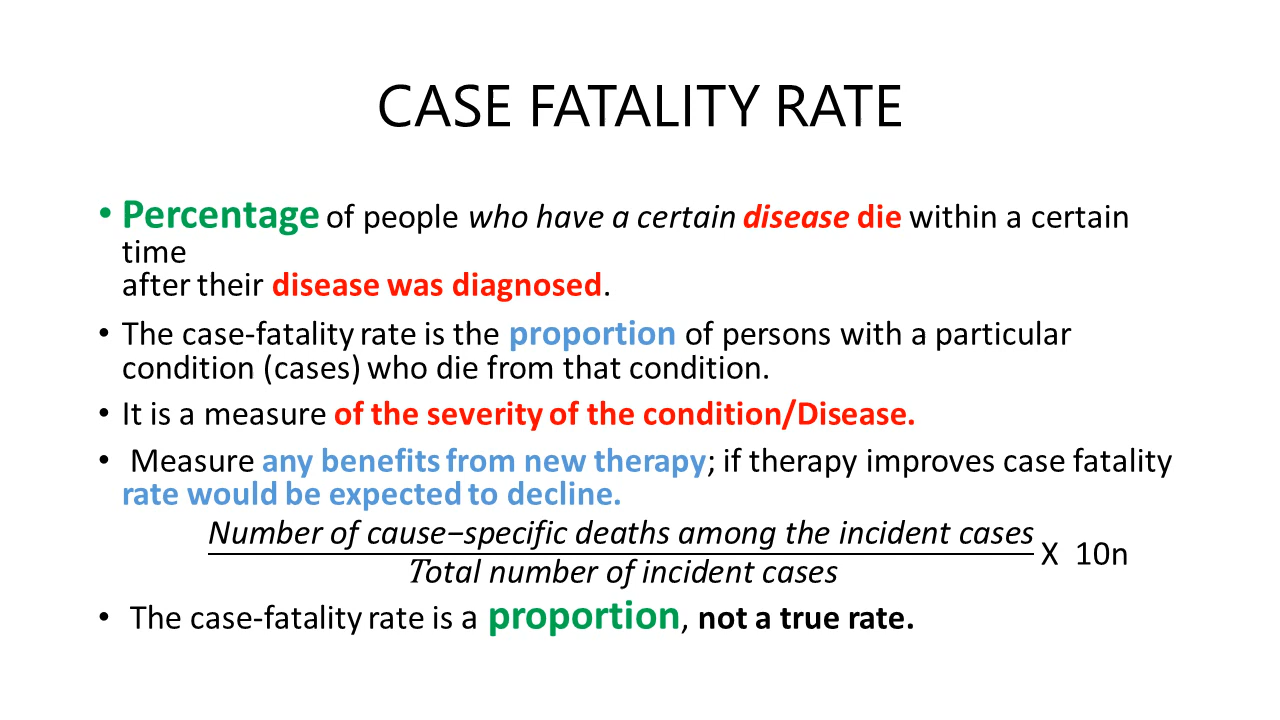 CASE FATALITY RATE
• Percentage of people who have a certain disease die within a certain
time
after their disease was diagnosed.
• The case-fatality rate is the proportion of persons with a particular
condition (cases) who die from that condition.
• It is a measure of the severity of the condition/Disease.
• Measure any benefits from new therapy; if therapy improves case fatality
rate would be expected to decline.
Number of cause–specific deaths among the incident cases
Total number of incident cases
X 10n
• The case-fatality rate is a proportion, not a true rate.